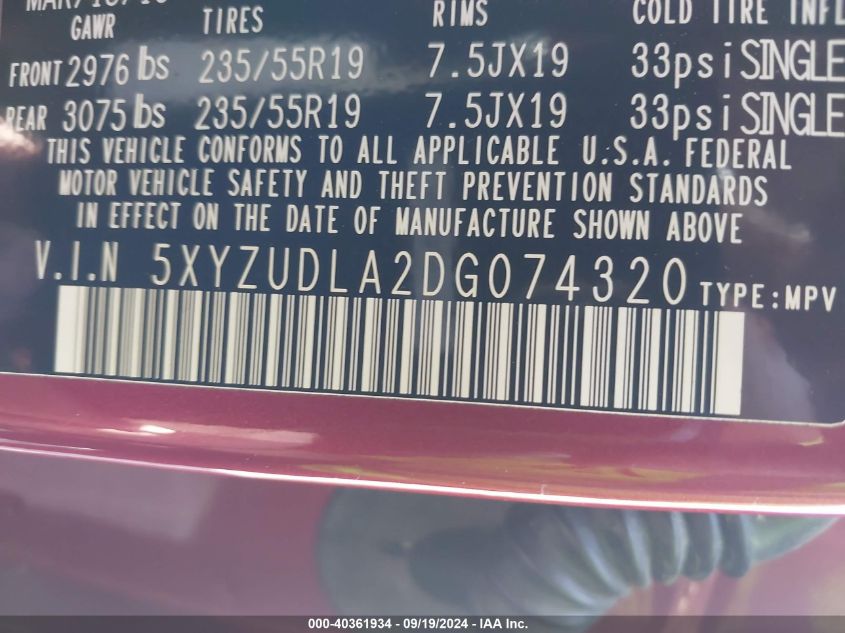 RIMS COLD TIRE INFL
GAWR TIRES
FRONT 2976 lbs 235/55R19 7.5JX19 33psi SINGLE
REAR 3075 lbs 235/55R19 7.5JX19 33psi SINGLE
THIS VEHICLE CONFORMS TO ALL APPLICABLE U.S.A. FEDERAL
MOTOR VEHICLE SAFETY AND THEFT PREVENTION STANDARDS
IN EFFECT ON THE DATE OF MANUFACTURE SHOWN ABOVE
V.I.N 5XYZUDLA2DG074320 TYPE:MPV
000-40361934 - 09/19/2024 - IAA Inc.